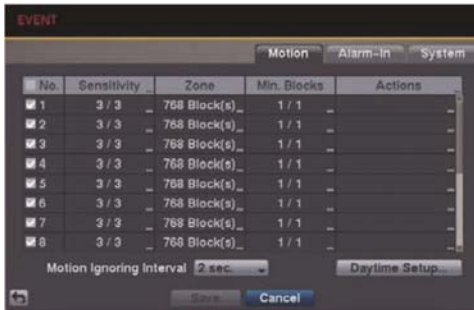 EVENT
Motion Alarm-In System
No. Sensitivity Zone Min. Blocks Actions
1 3 / 3 768 Block(s) 1 / 1
2 3 / 3 768 Block(s) 1 / 1
3 3 / 3 768 Block(s) 1 / 1
4 3 / 3 768 Block(s) 1 / 1
5 3 / 3 768 Block(s) 1 / 1
6 3 / 3 768 Block(s) 1 / 1
7 3 / 3 768 Block(s) 1 / 1
8 3 / 3 768 Block(s) 1 / 1
Motion Ignoring Interval 2 sec. Daytime Setup...
Save Cancel